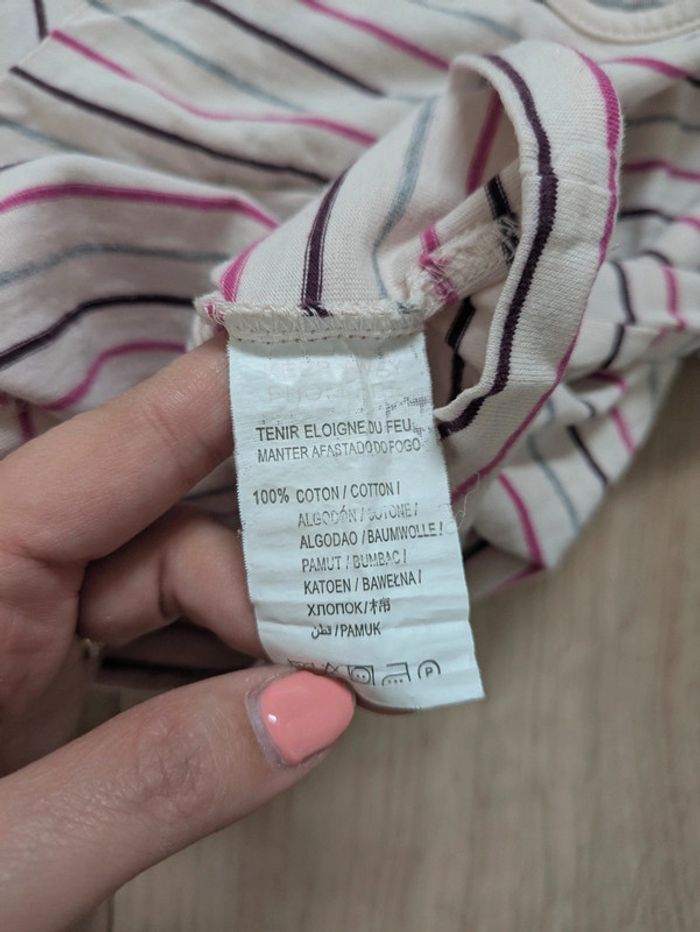 TENIR ELOIGNE DU FEU
MANTER AFASTADO DO FOGO
100% COTON / COTTON /
ALGODÓN / COTONE /
ALGODAO / BAUMWOLLE /
PAMUT / BUMBAC /
KATOEN / BAWEŁNA /
ХЛОПОК / 棉
قطن / PAMUK
P